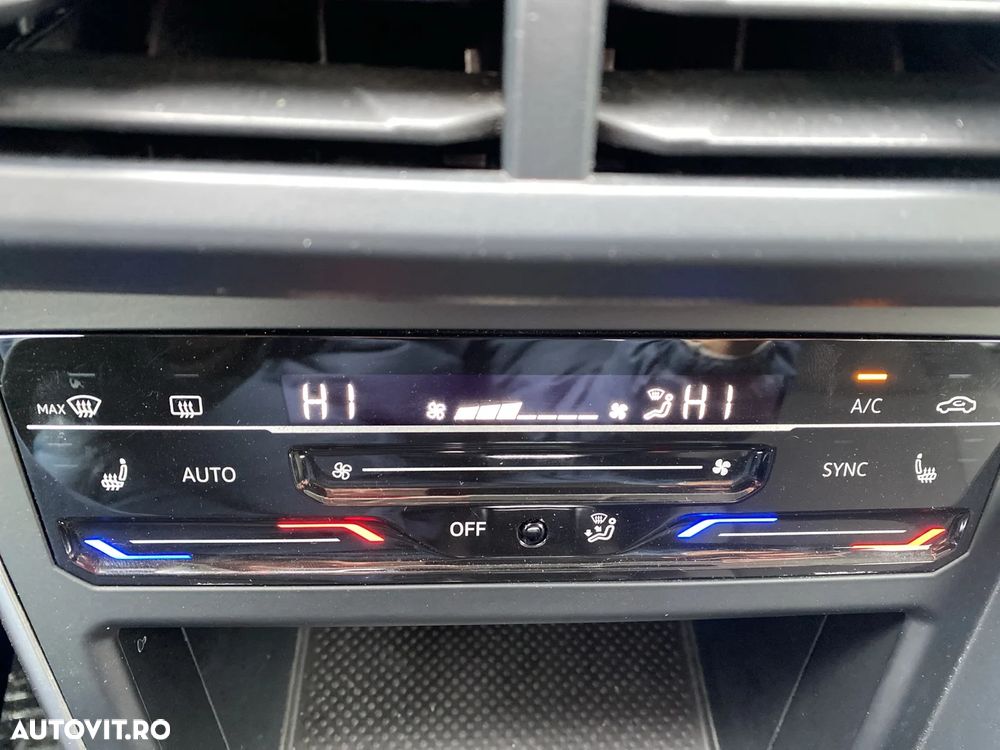 HI HI
MAX A/C
AUTO SYNC
OFF
AUTOVIT.RO